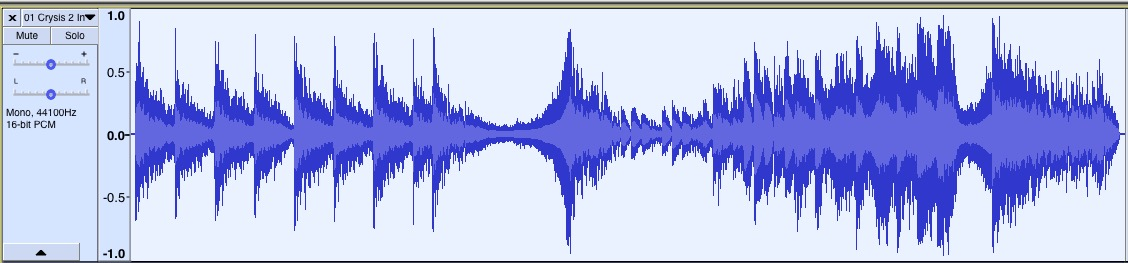 × 01 Crysis 2 In
Mute Solo
- +
L R
Mono, 44100Hz
16-bit PCM
1.0
0.5
0.0
-0.5
-1.0